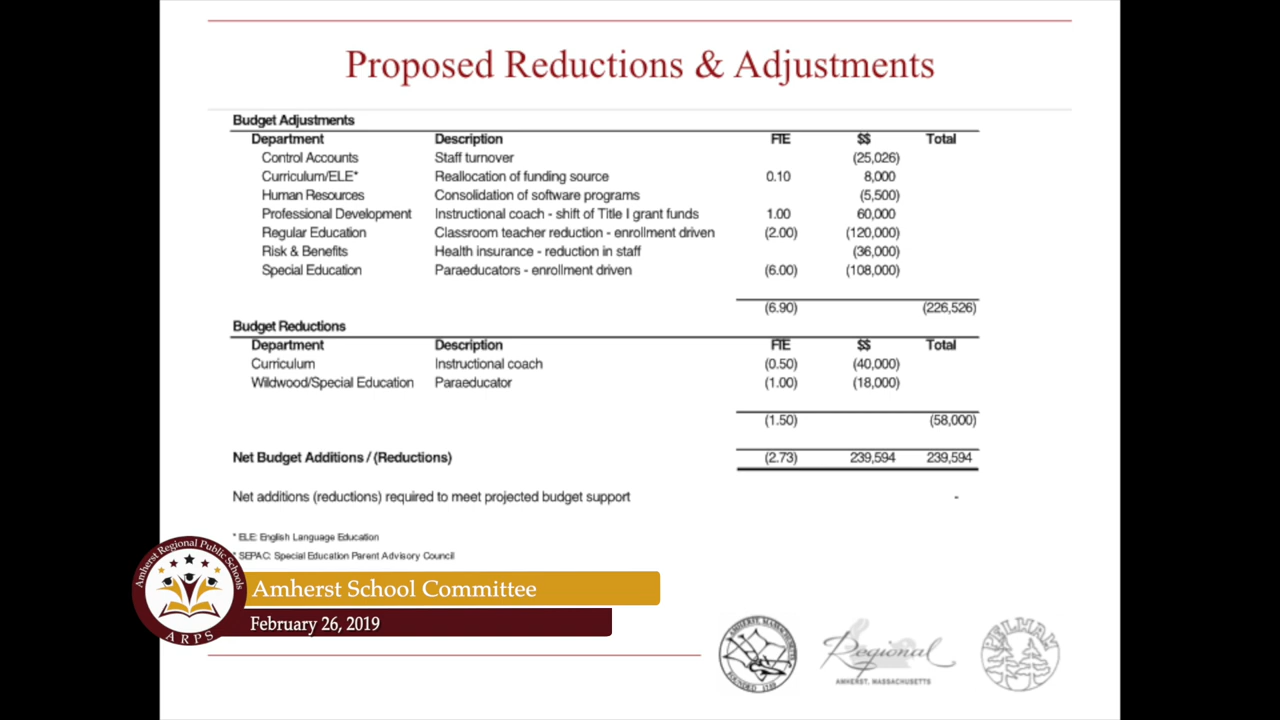 Proposed Reductions & Adjustments
Budget Adjustments
Department Description FTE $$ Total
Control Accounts Staff turnover (25,026)
Curriculum/ELE* Reallocation of funding source 0.10 8,000
Human Resources Consolidation of software programs (5,500)
Professional Development Instructional coach - shift of Title I grant funds 1.00 60,000
Regular Education Classroom teacher reduction - enrollment driven (2.00) (120,000)
Risk & Benefits Health insurance - reduction in staff (36,000)
Special Education Paraeducators - enrollment driven (6.00) (108,000)
(6.90) (226,526)
Budget Reductions
Department Description FTE $$ Total
Curriculum Instructional coach (0.50) (40,000)
Wildwood/Special Education Paraeducator (1.00) (18,000)
(1.50) (58,000)
Net Budget Additions / (Reductions) (2.73) 239,594 239,594
Net additions (reductions) required to meet projected budget support -
* ELE: English Language Education
* SEPAC: Special Education Parent Advisory Council
Amherst Regional Public Schools
ARPS
Amherst School Committee
February 26, 2019
AMHERST, MASSACHUSETTS
FOUNDED 1759
Regional
AMHERST, MASSACHUSETTS
PELHAM